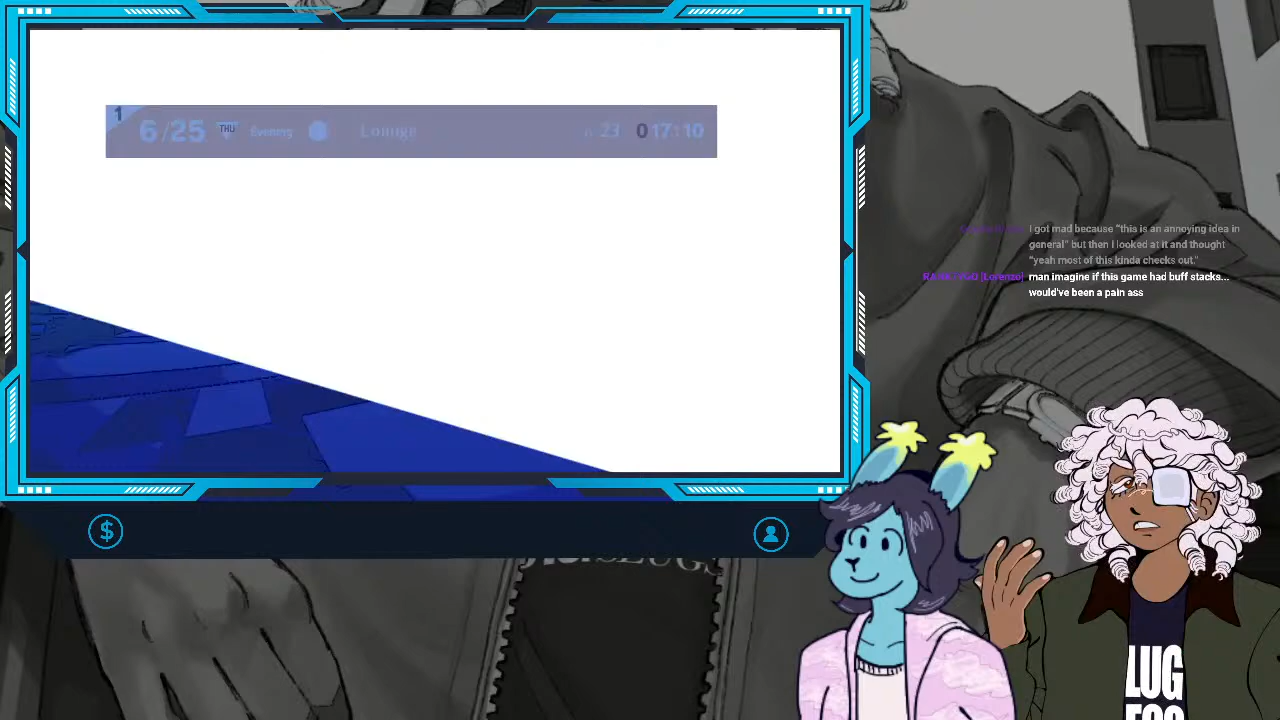 1
6/25 THU Evening Lounge 23 0 17 10
I got mad because "this is an annoying idea in
general" but then I looked at it and thought
"yeah most of this kinda checks out."
[Lorenzo] man imagine if this game had buff stacks...
would've been a pain ass
$
LUG